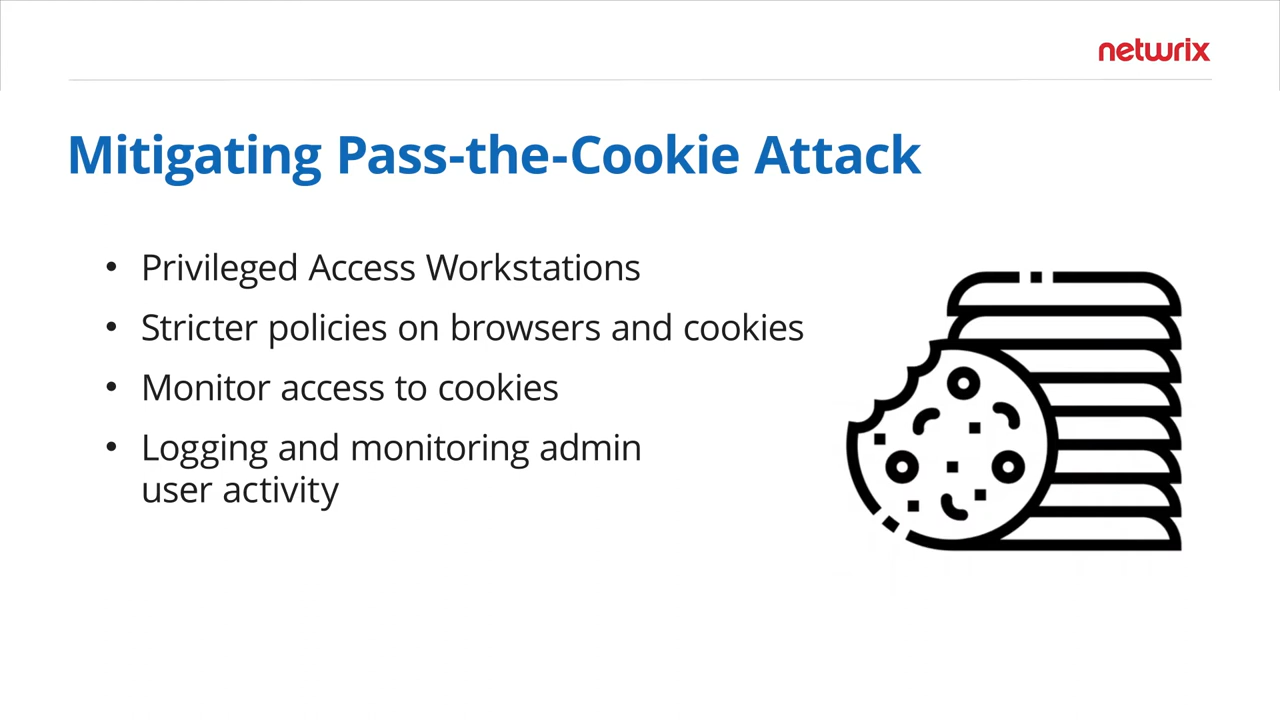 netwrix
Mitigating Pass-the-Cookie Attack
• Privileged Access Workstations
• Stricter policies on browsers and cookies
• Monitor access to cookies
• Logging and monitoring admin
user activity